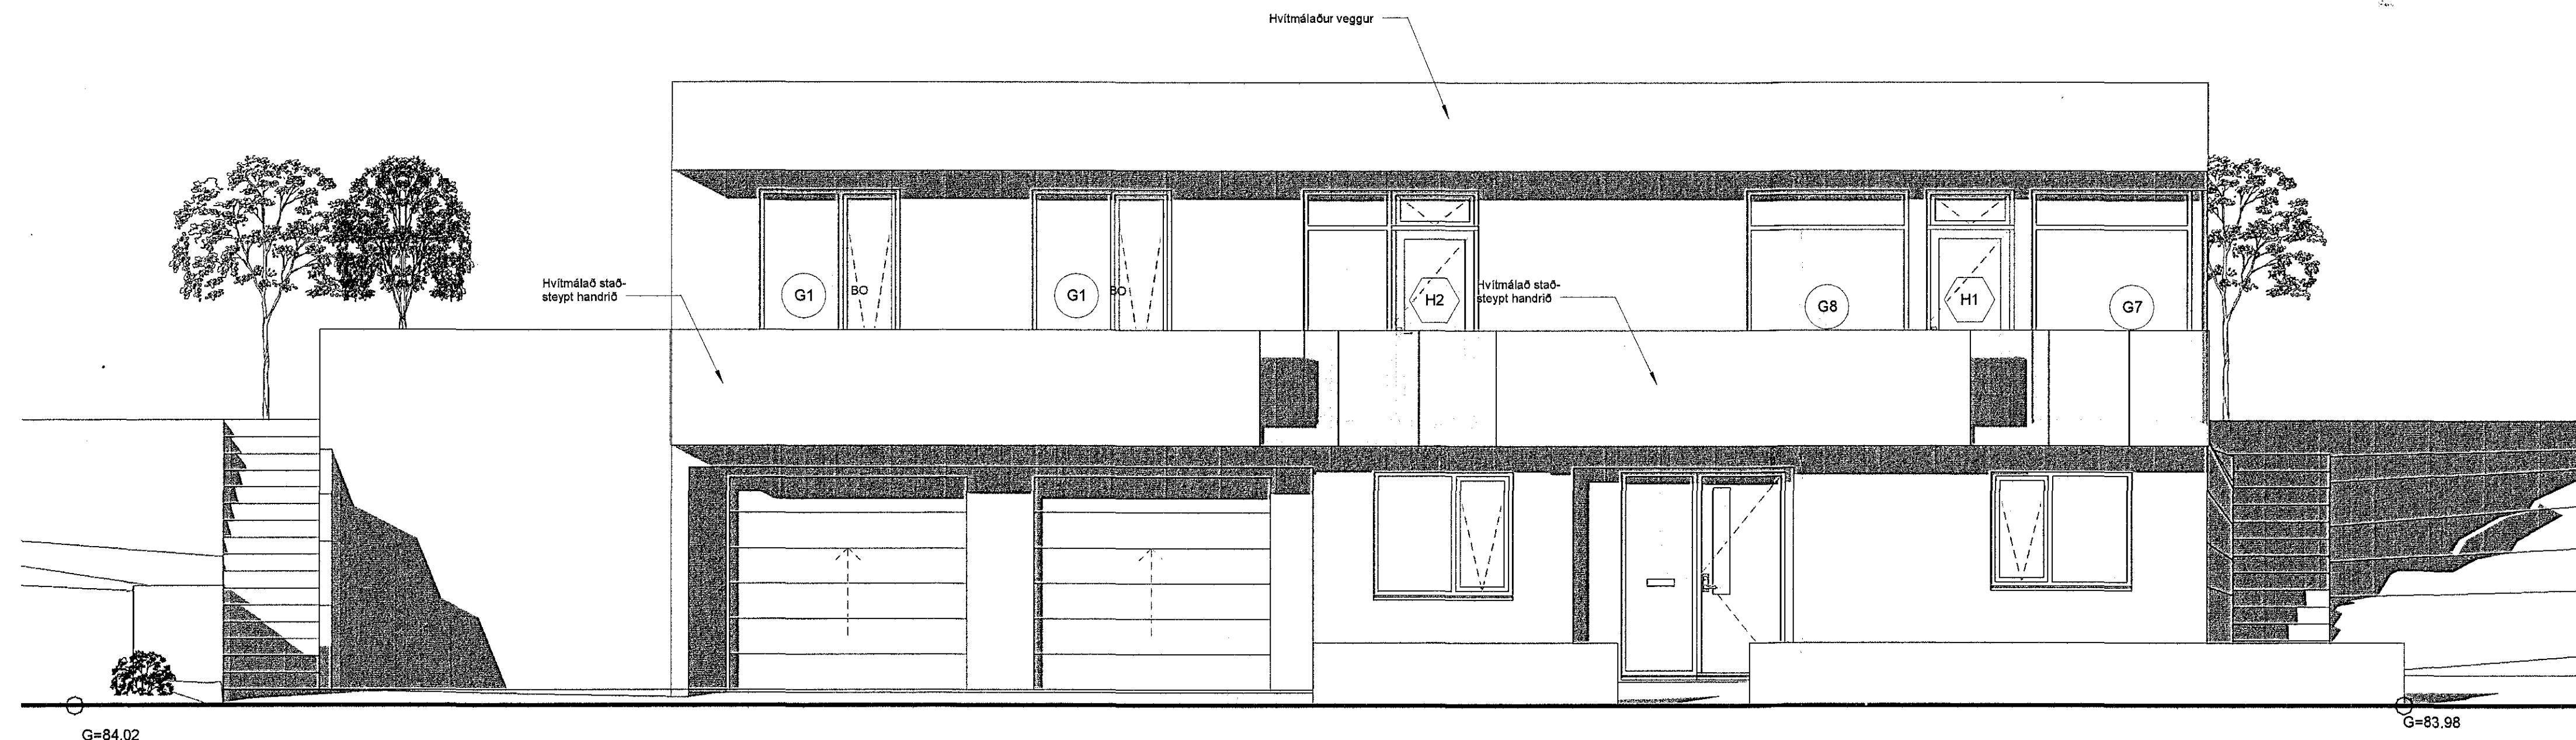 Hvítmálaður veggur
Hvítmálað stað-
steypt handrið
G1
BO
G1
BO
H2
Hvítmálað stað-
steypt handrið
G8
H1
G7
G=84,02
G=83,98